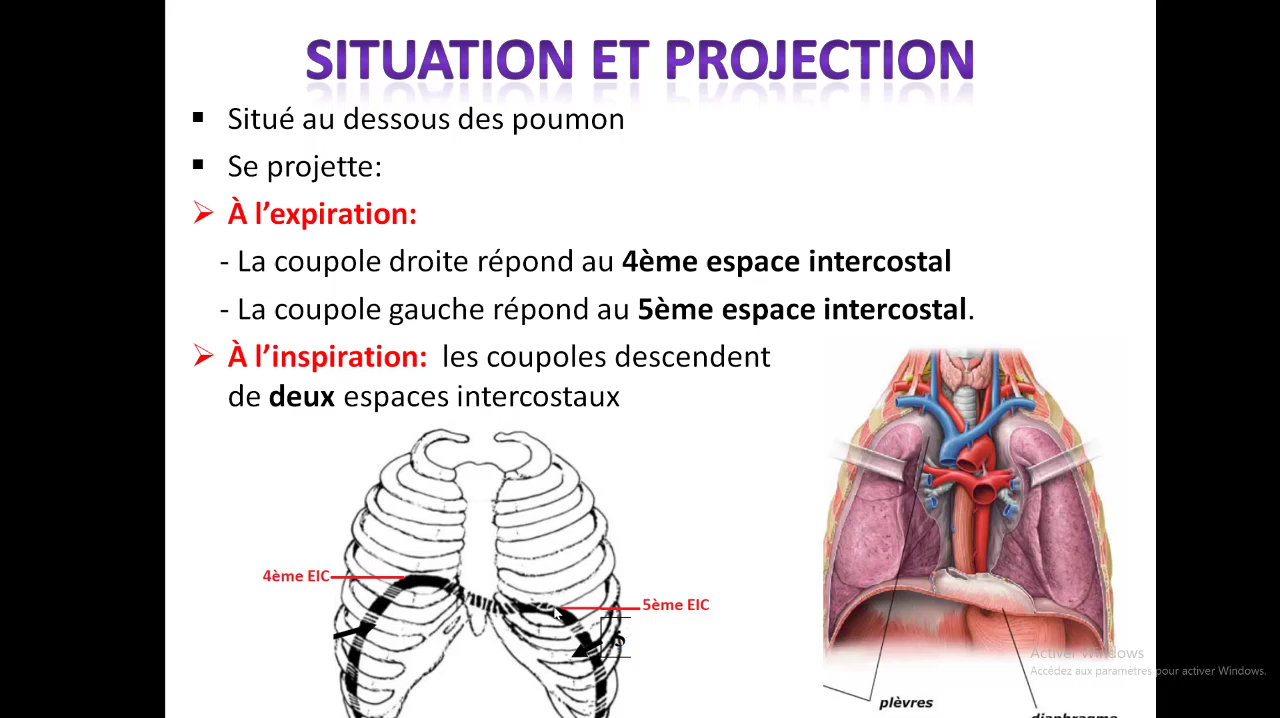 SITUATION ET PROJECTION
▪ Situé au dessous des poumon
▪ Se projette:
➢ À l'expiration:
- La coupole droite répond au 4ème espace intercostal
- La coupole gauche répond au 5ème espace intercostal.
➢ À l'inspiration: les coupoles descendent
de deux espaces intercostaux
4ème EIC
5ème EIC
Activer Windows
Accédez aux paramètres pour activer Windows.
plèvres
diaphragme